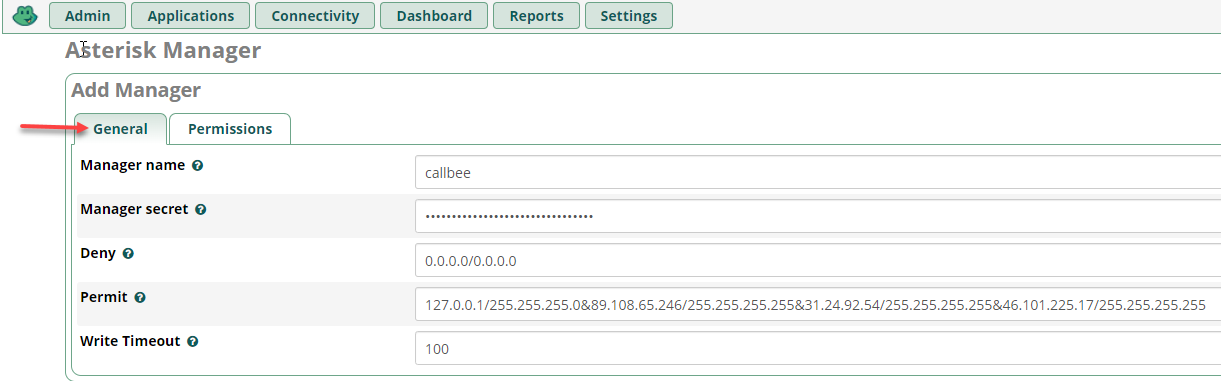 Admin Applications Connectivity Dashboard Reports Settings
Asterisk Manager
Add Manager
General Permissions
Manager name callbee
Manager secret ••••••••••••••••••••••••••••••••
Deny 0.0.0.0/0.0.0.0
Permit 127.0.0.1/255.255.255.0&89.108.65.246/255.255.255.255&31.24.92.54/255.255.255.255&46.101.225.17/255.255.255.255
Write Timeout 100